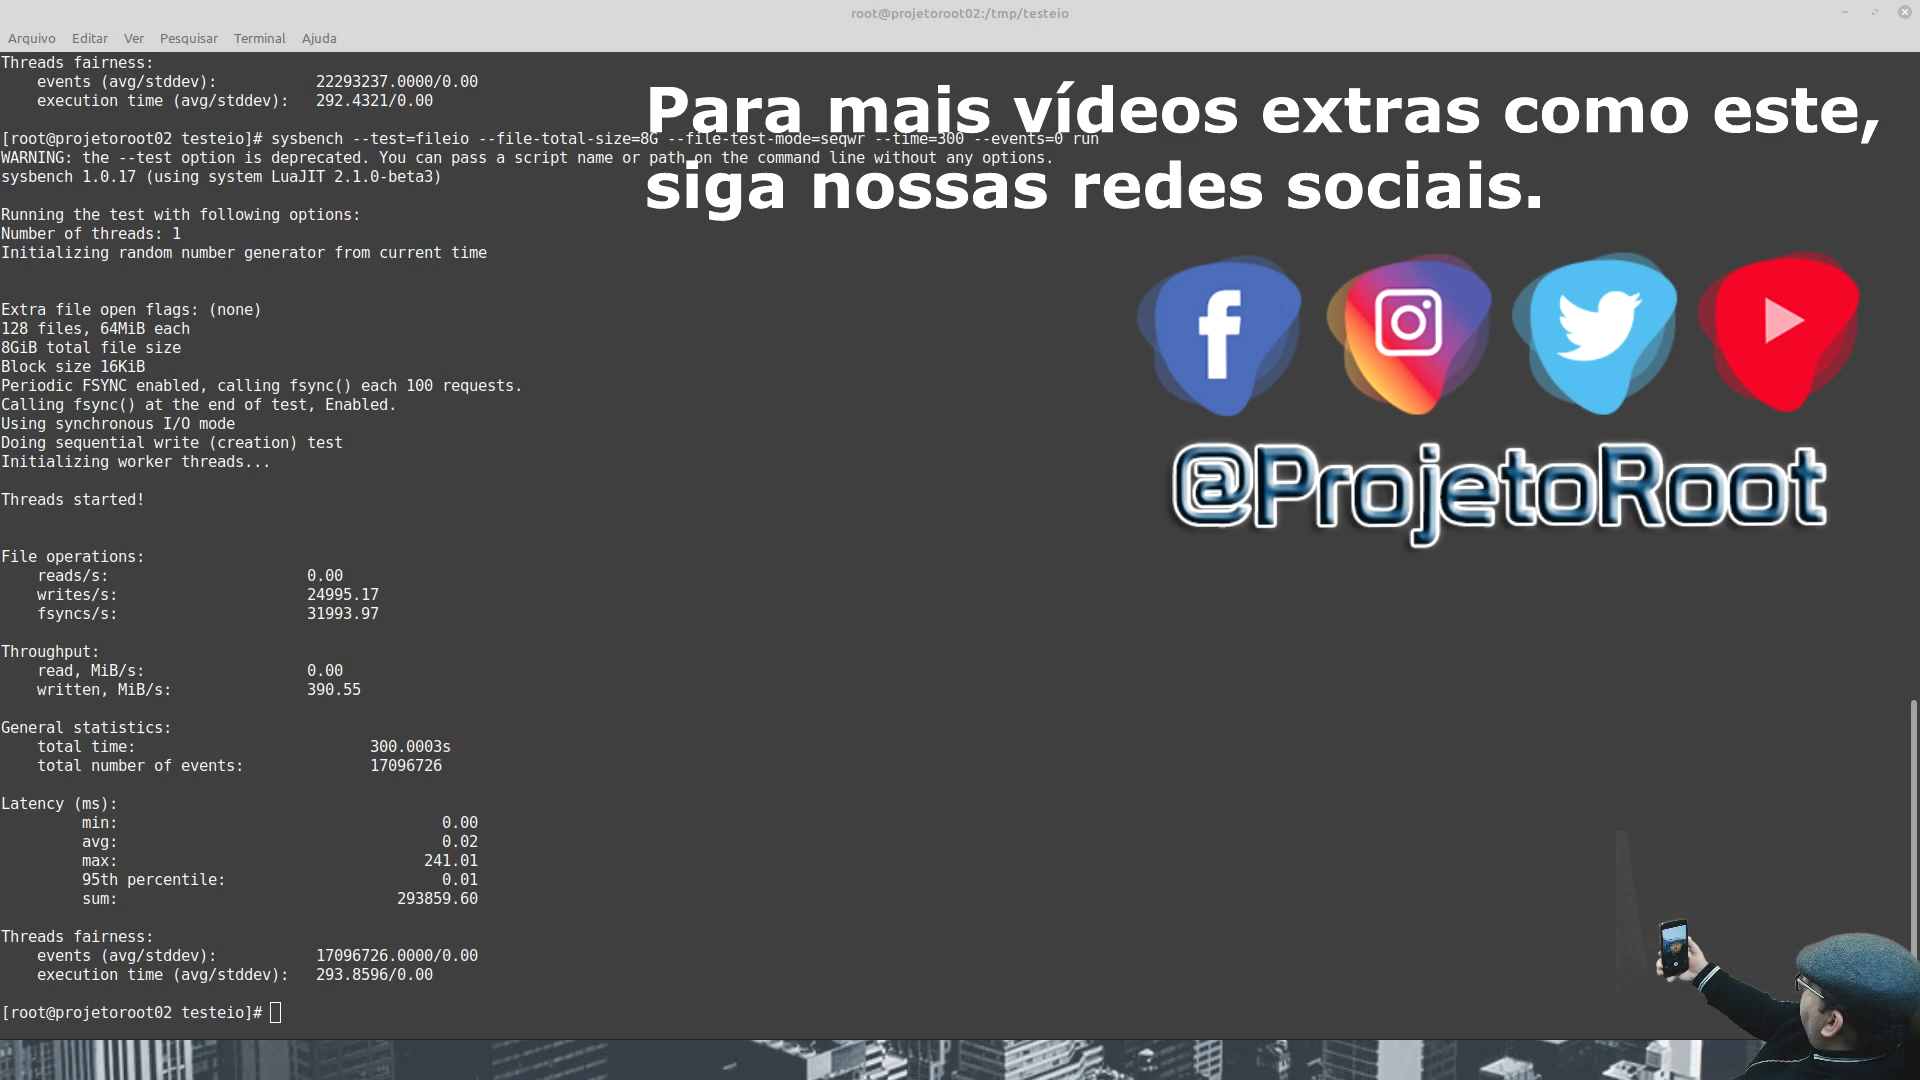 root@projetoroot02:/tmp/testeio
Arquivo Editar Ver Pesquisar Terminal Ajuda
Threads fairness:
events (avg/stddev): 22293237.0000/0.00
execution time (avg/stddev): 292.4321/0.00
Para mais vídeos extras como este,
siga nossas redes sociais.
@ProjetoRoot
[root@projetoroot02 testeio]# sysbench --test=fileio --file-total-size=8G --file-test-mode=seqwr --time=300 --events=0 run
WARNING: the --test option is deprecated. You can pass a script name or path on the command line without any options.
sysbench 1.0.17 (using system LuaJIT 2.1.0-beta3)
Running the test with following options:
Number of threads: 1
Initializing random number generator from current time
Extra file open flags: (none)
128 files, 64MiB each
8GiB total file size
Block size 16KiB
Periodic FSYNC enabled, calling fsync() each 100 requests.
Calling fsync() at the end of test, Enabled.
Using synchronous I/O mode
Doing sequential write (creation) test
Initializing worker threads...
Threads started!
File operations:
reads/s: 0.00
writes/s: 24995.17
fsyncs/s: 31993.97
Throughput:
read, MiB/s: 0.00
written, MiB/s: 390.55
General statistics:
total time: 300.0003s
total number of events: 17096726
Latency (ms):
min: 0.00
avg: 0.02
max: 241.01
95th percentile: 0.01
sum: 293859.60
Threads fairness:
events (avg/stddev): 17096726.0000/0.00
execution time (avg/stddev): 293.8596/0.00
[root@projetoroot02 testeio]#